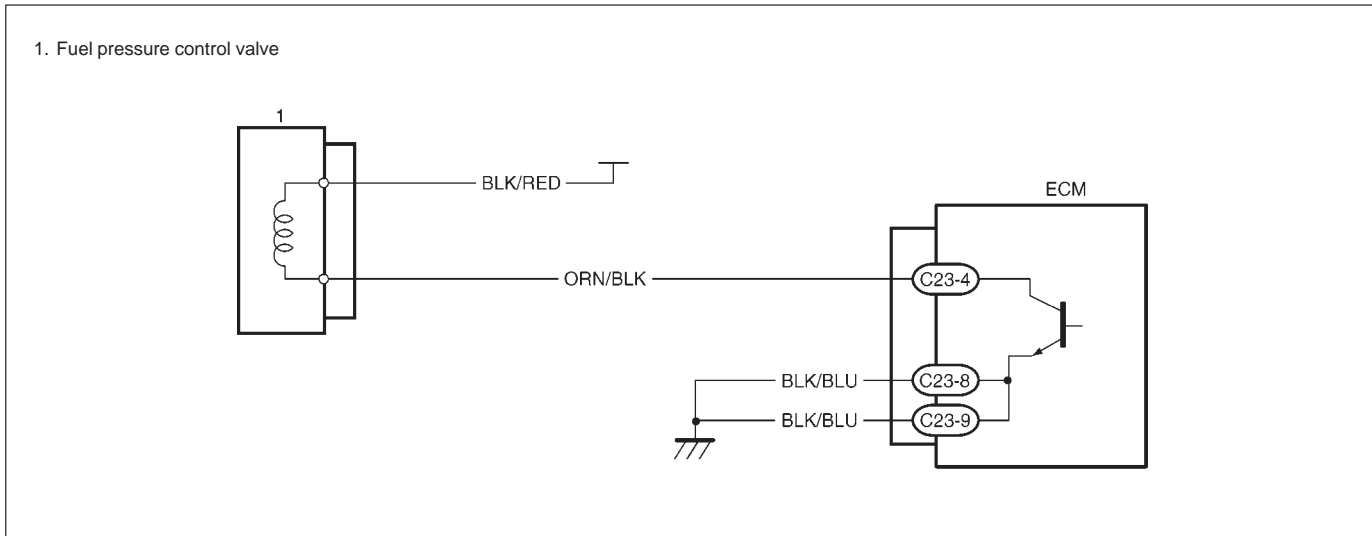 1. Fuel pressure control valve
1
BLK/RED
ECM
ORN/BLK
C23-4
BLK/BLU
C23-8
BLK/BLU
C23-9